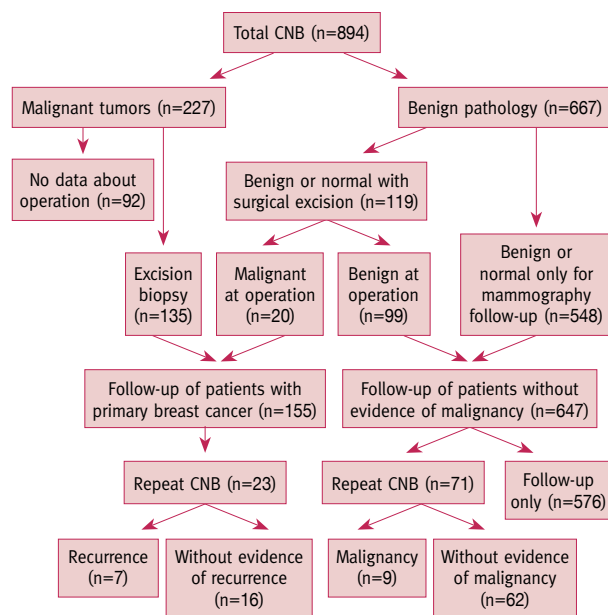 Total CNB (n=894)
Malignant tumors (n=227)
Benign pathology (n=667)
No data about
operation (n=92)
Benign or normal with
surgical excision (n=119)
Excision
biopsy
(n=135)
Malignant
at operation
(n=20)
Benign at
operation
(n=99)
Benign or
normal only for
mammography
follow-up (n=548)
Follow-up of patients with
primary breast cancer (n=155)
Follow-up of patients without
evidence of malignancy (n=647)
Repeat CNB (n=23)
Repeat CNB (n=71)
Follow-up
only (n=576)
Recurrence
(n=7)
Without evidence
of recurrence
(n=16)
Malignancy
(n=9)
Without evidence
of malignancy
(n=62)